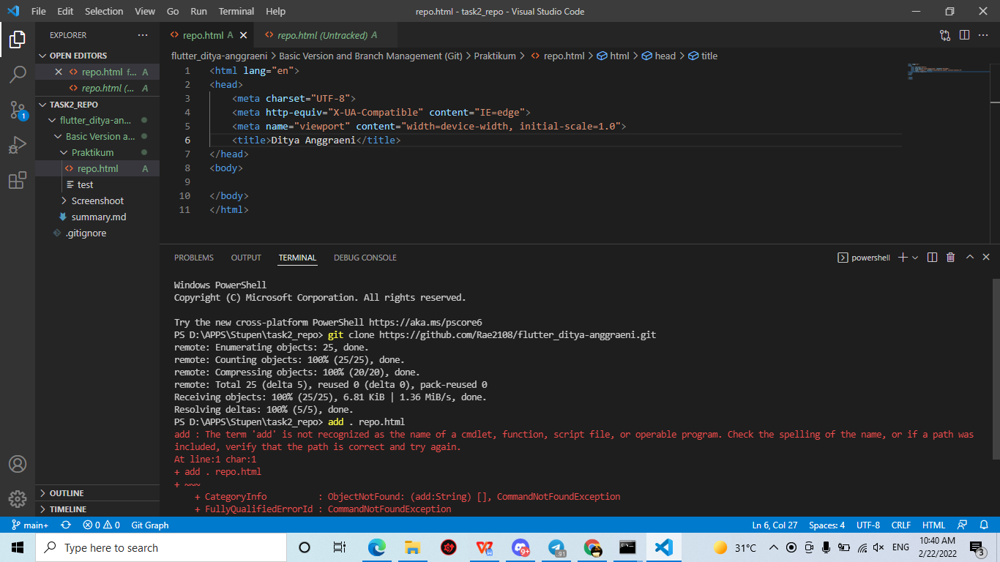 File Edit Selection View Go Run Terminal Help repo.html - task2_repo - Visual Studio Code
EXPLORER ...
repo.html A
repo.html (Untracked) A
OPEN EDITORS
repo.html f... A
repo.html (... A
TASK2_REPO
flutter_ditya-an...
Basic Version a...
Praktikum
repo.html A
test
Screenshoot
summary.md
.gitignore
OUTLINE
TIMELINE
1
flutter_ditya-anggraeni > Basic Version and Branch Management (Git) > Praktikum > repo.html > html > head > title
1 <html lang="en">
2 <head>
3 <meta charset="UTF-8">
4 <meta http-equiv="X-UA-Compatible" content="IE=edge">
5 <meta name="viewport" content="width=device-width, initial-scale=1.0">
6 <title>Ditya Anggraeni</title>
7 </head>
8 <body>
9
10 </body>
11 </html>
PROBLEMS OUTPUT TERMINAL DEBUG CONSOLE powershell
Windows PowerShell
Copyright (C) Microsoft Corporation. All rights reserved.
Try the new cross-platform PowerShell https://aka.ms/pscore6
PS D:\APPS\Stupen\task2_repo> git clone https://github.com/Rae2108/flutter_ditya-anggraeni.git
remote: Enumerating objects: 25, done.
remote: Counting objects: 100% (25/25), done.
remote: Compressing objects: 100% (20/20), done.
remote: Total 25 (delta 5), reused 0 (delta 0), pack-reused 0
Receiving objects: 100% (25/25), 6.81 KiB | 1.36 MiB/s, done.
Resolving deltas: 100% (5/5), done.
PS D:\APPS\Stupen\task2_repo> add . repo.html
add : The term 'add' is not recognized as the name of a cmdlet, function, script file, or operable program. Check the spelling of the name, or if a path was
included, verify that the path is correct and try again.
At line:1 char:1
+ add . repo.html
+ ~~~
+ CategoryInfo : ObjectNotFound: (add:String) [], CommandNotFoundException
+ FullyQualifiedErrorId : CommandNotFoundException
main+ 0 0 Git Graph Ln 6, Col 27 Spaces: 4 UTF-8 CRLF HTML
Type here to search
9+
91
31°C
ENG
10:40 AM
2/22/2022
3